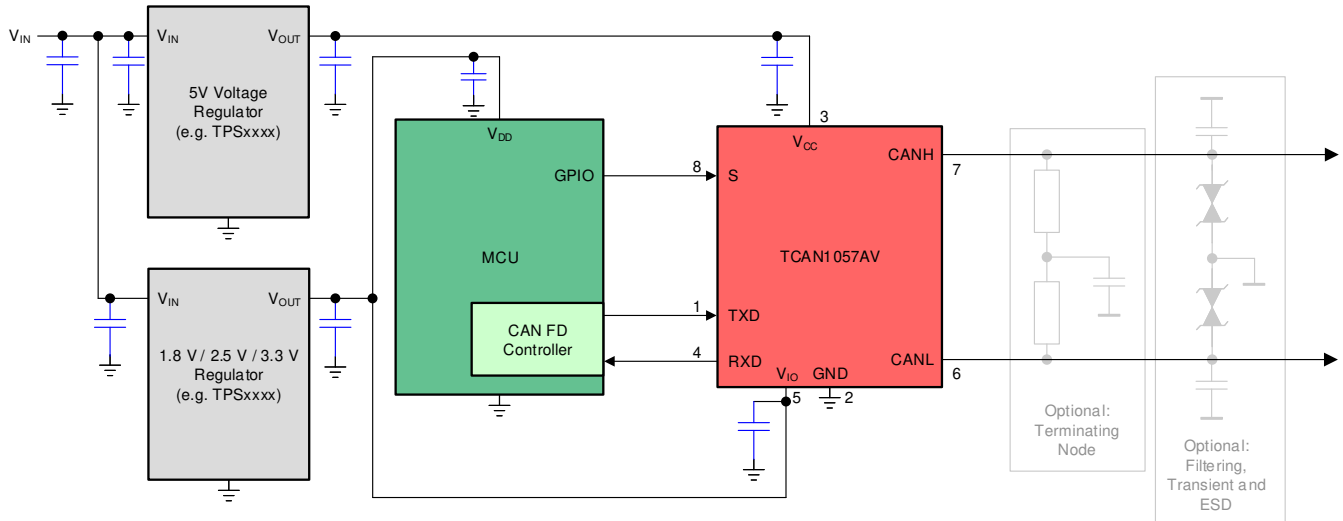 VIN
VIN
VOUT
5V Voltage
Regulator
(e.g. TPSxxxx)
VIN
VOUT
1.8 V / 2.5 V / 3.3 V
Regulator
(e.g. TPSxxxx)
VDD
GPIO
MCU
CAN FD
Controller
8
1
4
3
VCC
CANH
7
S
TCAN1057AV
TXD
RXD
VIO
GND
CANL
6
5
2
Optional:
Terminating
Node
Optional:
Filtering,
Transient and
ESD